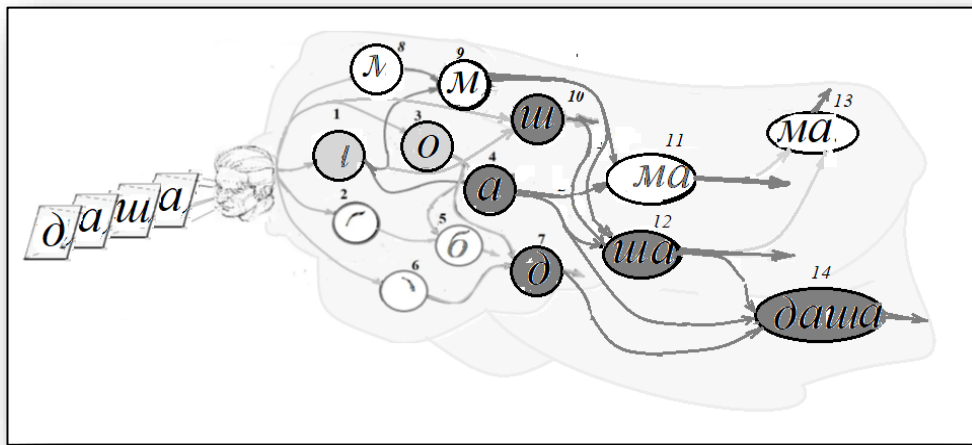 д а ш а
1
2
3 о
4 а
5 б
6
7 д
8
9 м
10 ш
11 ма
12 ша
13 ма
14 даша